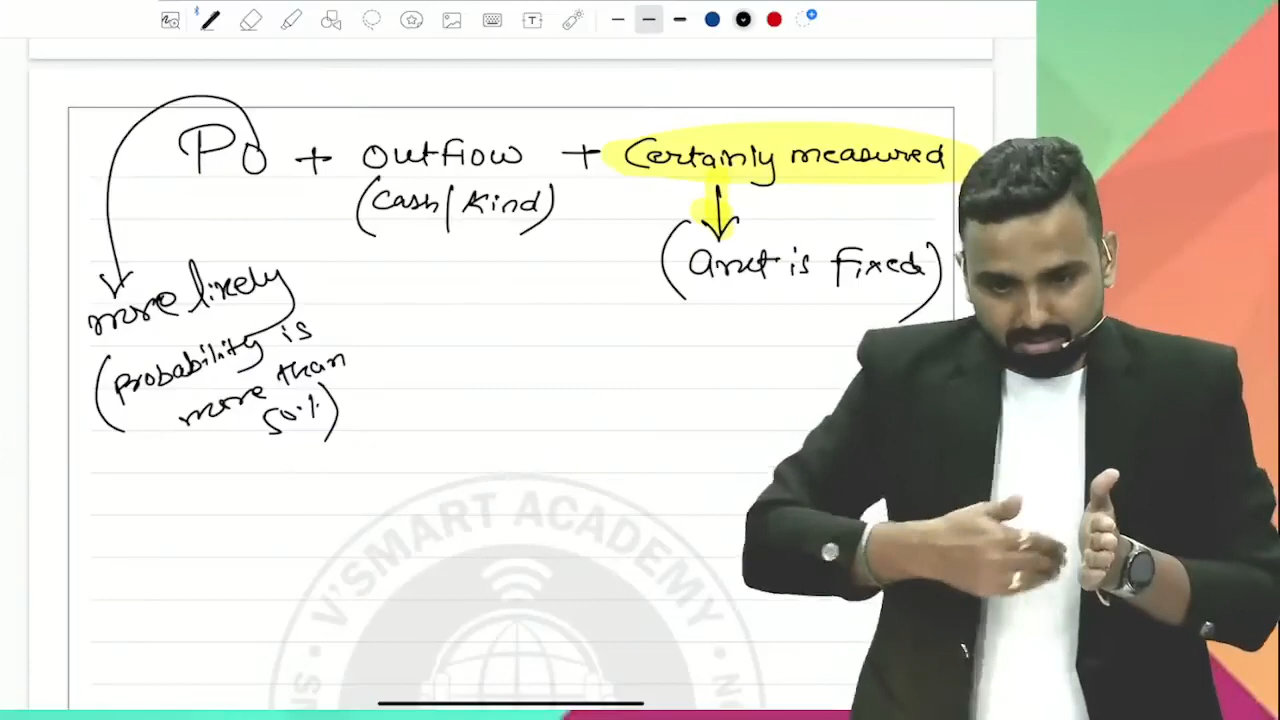 PO + Outflow + Certainly measured
(Cash/Kind)
(amt is fixed)
more likely
(probability is
more than
50%)
V'SMART ACADEMY